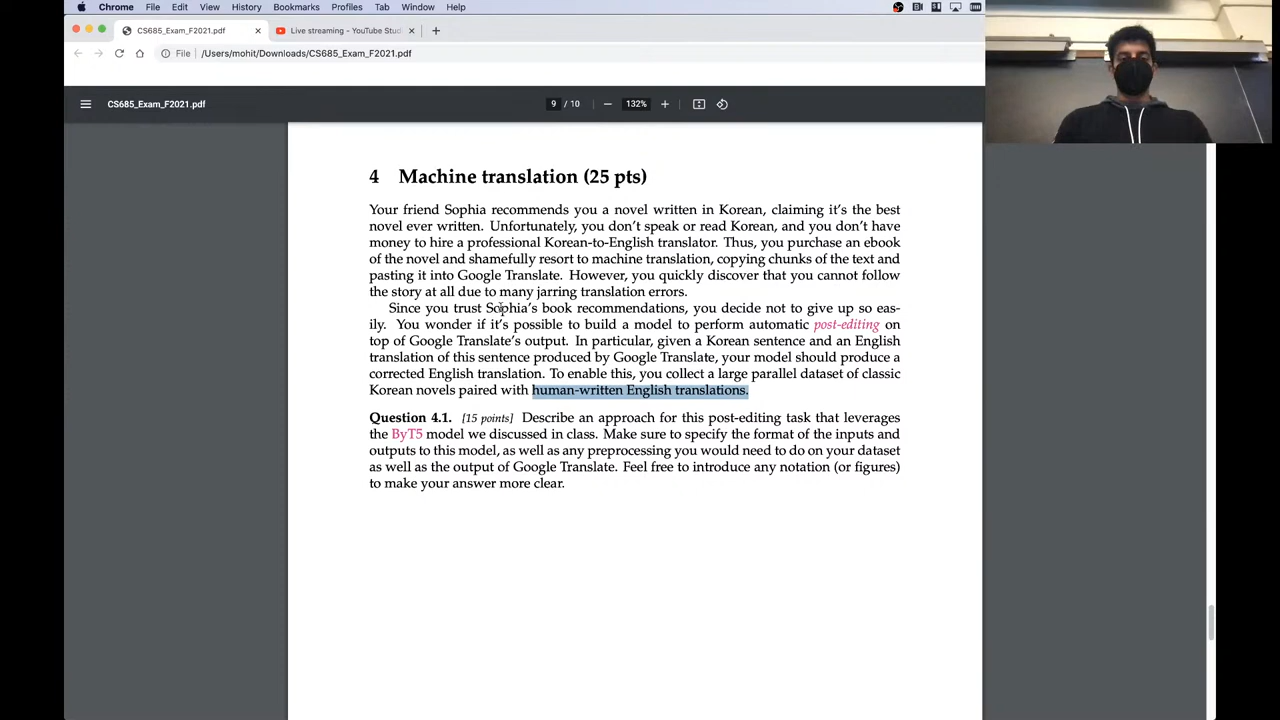 Chrome File Edit View History Bookmarks Profiles Tab Window Help
CS685_Exam_F2021.pdf Live streaming - YouTube Stud
File /Users/mohit/Downloads/CS685_Exam_F2021.pdf
CS685_Exam_F2021.pdf 9 / 10 132%
4 Machine translation (25 pts)
Your friend Sophia recommends you a novel written in Korean, claiming it's the best
novel ever written. Unfortunately, you don't speak or read Korean, and you don't have
money to hire a professional Korean-to-English translator. Thus, you purchase an ebook
of the novel and shamefully resort to machine translation, copying chunks of the text and
pasting it into Google Translate. However, you quickly discover that you cannot follow
the story at all due to many jarring translation errors.
Since you trust Sophia's book recommendations, you decide not to give up so eas-
ily. You wonder if it's possible to build a model to perform automatic post-editing on
top of Google Translate's output. In particular, given a Korean sentence and an English
translation of this sentence produced by Google Translate, your model should produce a
corrected English translation. To enable this, you collect a large parallel dataset of classic
Korean novels paired with human-written English translations.
Question 4.1. [15 points] Describe an approach for this post-editing task that leverages
the ByT5 model we discussed in class. Make sure to specify the format of the inputs and
outputs to this model, as well as any preprocessing you would need to do on your dataset
as well as the output of Google Translate. Feel free to introduce any notation (or figures)
to make your answer more clear.